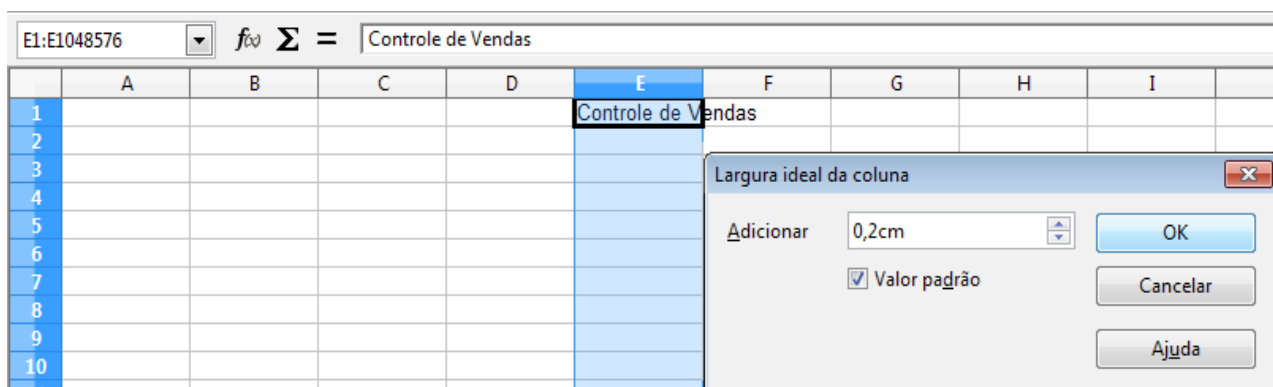 E1:E1048576 f(x) Σ = Controle de Vendas
A B C D E F G H I
1 Controle de Vendas
2
3 Largura ideal da coluna
4
5 Adicionar 0,2cm OK
6
7 Valor padrão Cancelar
8
9 Ajuda
10